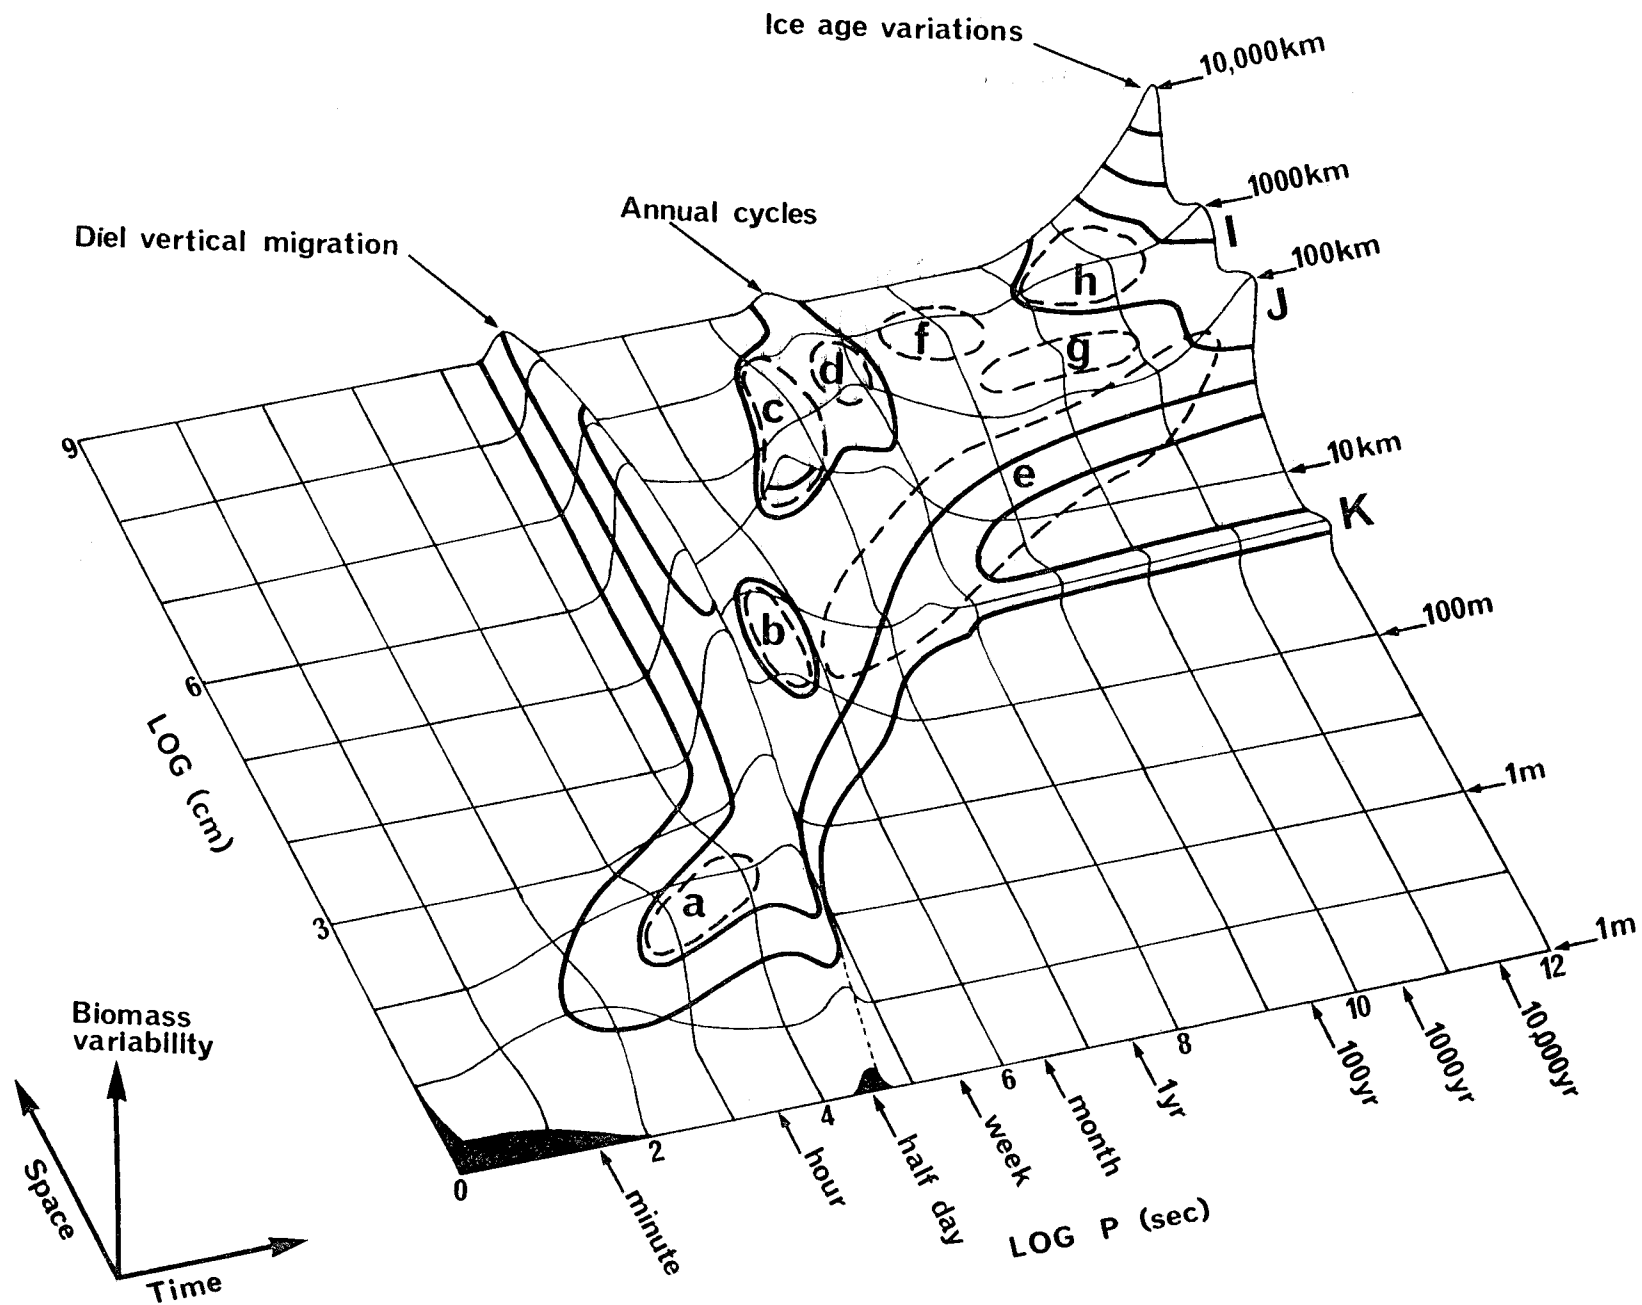 Ice age variations
10,000km
1000km
I
100km
J
Annual cycles
Diel vertical migration
h
f
g
d
c
e
9
10km
K
b
100m
6
LOG (cm)
1m
a
3
1m
12
Biomass
variability
10
8
6
4
2
0
10,000yr
1000yr
100yr
1yr
month
week
half day
hour
minute
LOG P (sec)
Space
Time